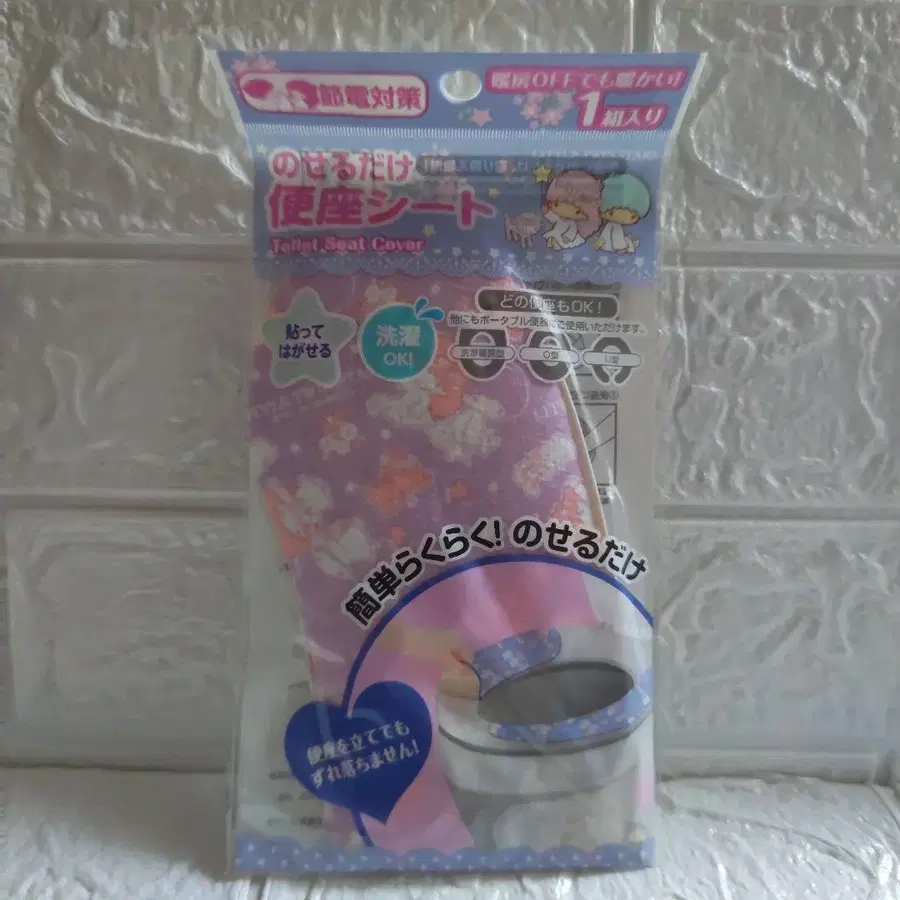 節電対策
暖房OFFでも暖かい!
1組入り
のせるだけ
便座シート
Toilet Seat Cover
貼って
はがせる
洗濯
OK!
どの便座もOK!
他にもポータブル便器にご使用いただけます。
洗浄暖房型
O型
U型
簡単らくらく! のせるだけ
便座を立てても
ずれ落ちません!